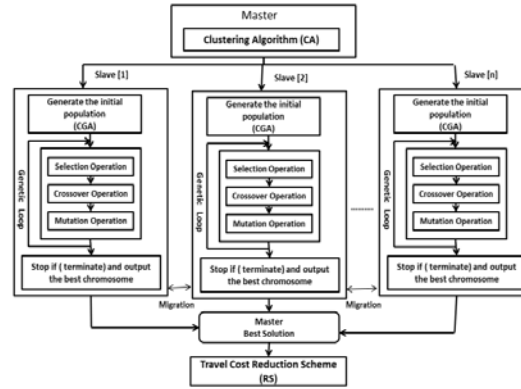 Master
Clustering Algorithm (CA)
Slave [1]
Slave [2]
Slave [n]
Generate the initial
population
(CGA)
Genetic Loop
Selection Operation
Crossover Operation
Mutation Operation
Stop if ( terminate) and output
the best chromosome
Generate the initial
population
(CGA)
Genetic Loop
Selection Operation
Crossover Operation
Mutation Operation
Stop if ( terminate) and output
the best chromosome
..........
Generate the initial
population
(CGA)
Genetic Loop
Selection Operation
Crossover Operation
Mutation Operation
Stop if ( terminate) and output
the best chromosome
Migration
Migration
Master
Best Solution
Travel Cost Reduction Scheme
(RS)